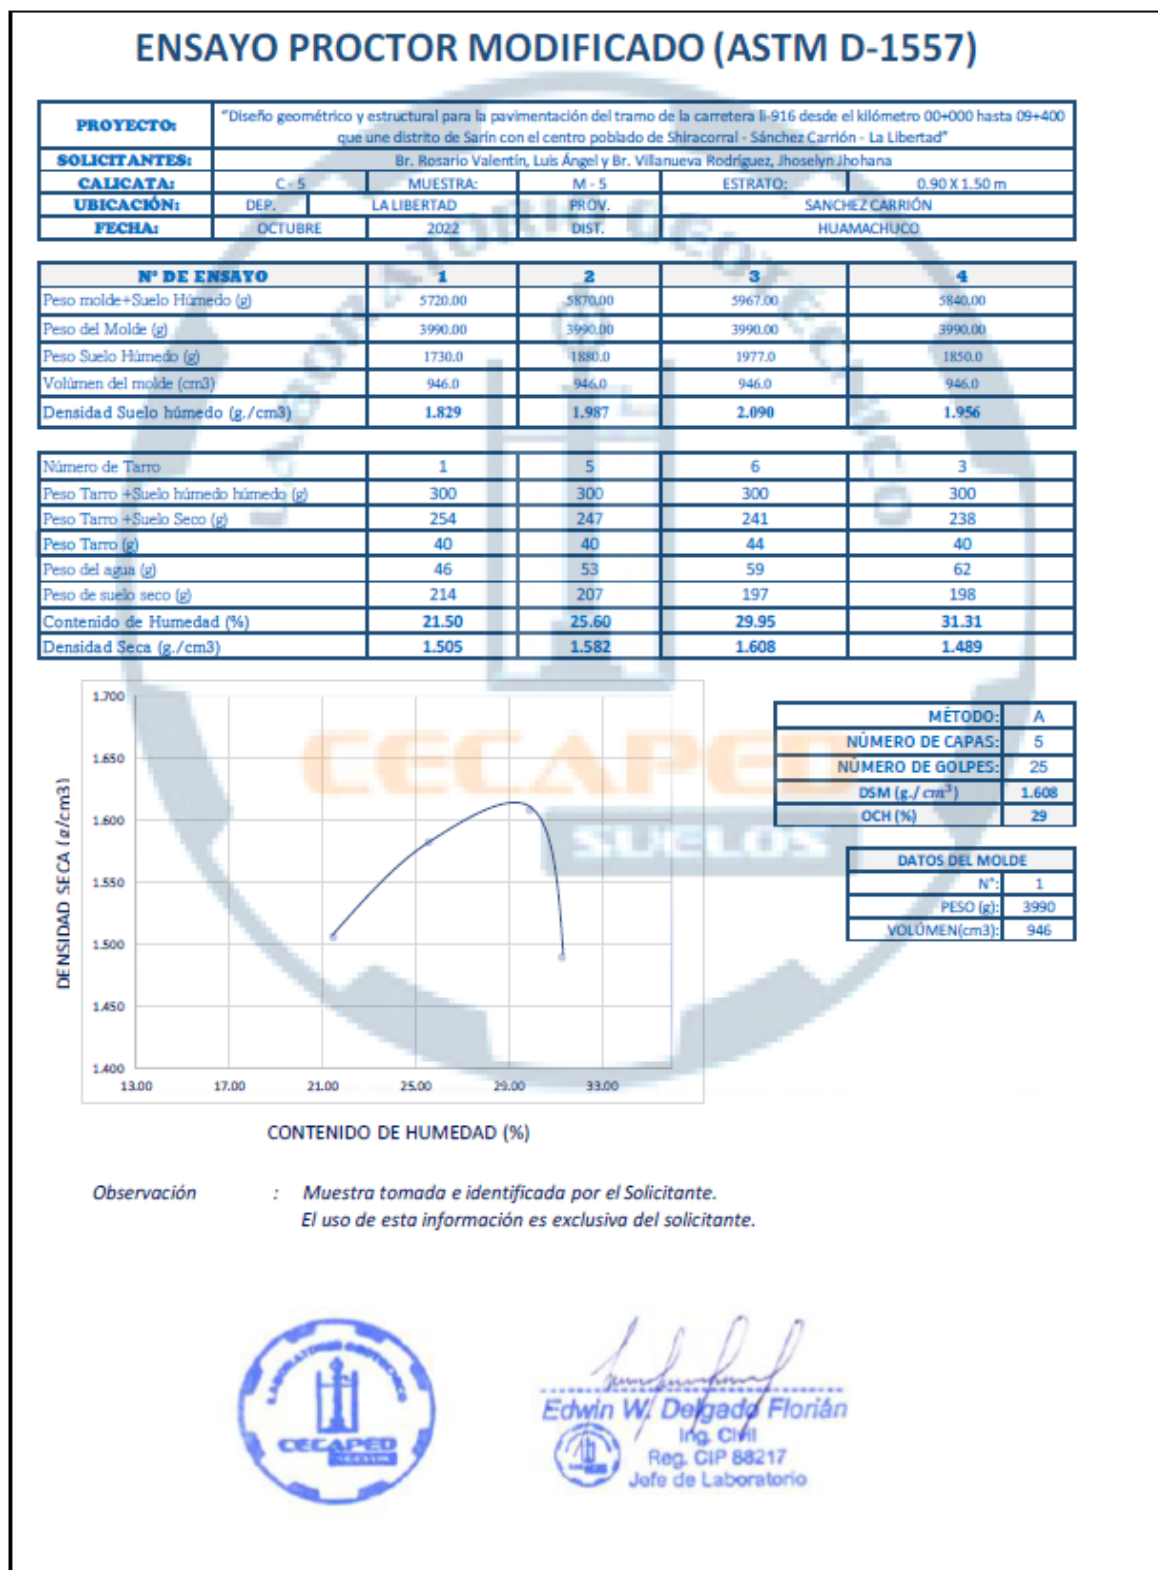 ENSAYO PROCTOR MODIFICADO (ASTM D-1557)
PROYECTO: "Diseño geométrico y estructural para la pavimentación del tramo de la carretera li-916 desde el kilómetro 00+000 hasta 09+400
que une distrito de Sarín con el centro poblado de Shiracorral - Sánchez Carrión - La Libertad"
SOLICITANTES: Br. Rosario Valentín, Luis Ángel y Br. Villanueva Rodríguez, Jhoselyn Jhohana
CALICATA: C - 5 MUESTRA: M - 5 ESTRATO: 0.90 X 1.50 m
UBICACIÓN: DEP. LA LIBERTAD PROV. SANCHEZ CARRIÓN
FECHA: OCTUBRE 2022 DIST. HUAMACHUCO
N° DE ENSAYO 1 2 3 4
Peso molde+Suelo Húmedo (g) 5720.00 5870.00 5967.00 5840.00
Peso del Molde (g) 3990.00 3990.00 3990.00 3990.00
Peso Suelo Húmedo (g) 1730.0 1880.0 1977.0 1850.0
Volúmen del molde (cm3) 946.0 946.0 946.0 946.0
Densidad Suelo húmedo (g./cm3) 1.829 1.987 2.090 1.956
Número de Tarro 1 5 6 3
Peso Tarro +Suelo húmedo húmedo (g) 300 300 300 300
Peso Tarro +Suelo Seco (g) 254 247 241 238
Peso Tarro (g) 40 40 44 40
Peso del agua (g) 46 53 59 62
Peso de suelo seco (g) 214 207 197 198
Contenido de Humedad (%) 21.50 25.60 29.95 31.31
Densidad Seca (g./cm3) 1.505 1.582 1.608 1.489
LABORATORIO GEOTECNICO
CECAPED
SUELOS
DENSIDAD SECA (g/cm3)
1.700
1.650
1.600
1.550
1.500
1.450
1.400
13.00 17.00 21.00 25.00 29.00 33.00
CONTENIDO DE HUMEDAD (%)
MÉTODO: A
NÚMERO DE CAPAS: 5
NÚMERO DE GOLPES: 25
DSM (g./ cm³) 1.608
OCH (%) 29
DATOS DEL MOLDE
N°: 1
PESO (g): 3990
VOLÚMEN(cm3): 946
Observación : Muestra tomada e identificada por el Solicitante.
El uso de esta información es exclusiva del solicitante.
LABORATORIO GEOTECNICO
CECAPED
SUELOS
Edwin W. Delgado Florián
Ing. Civil
Reg. CIP 88217
Jefe de Laboratorio